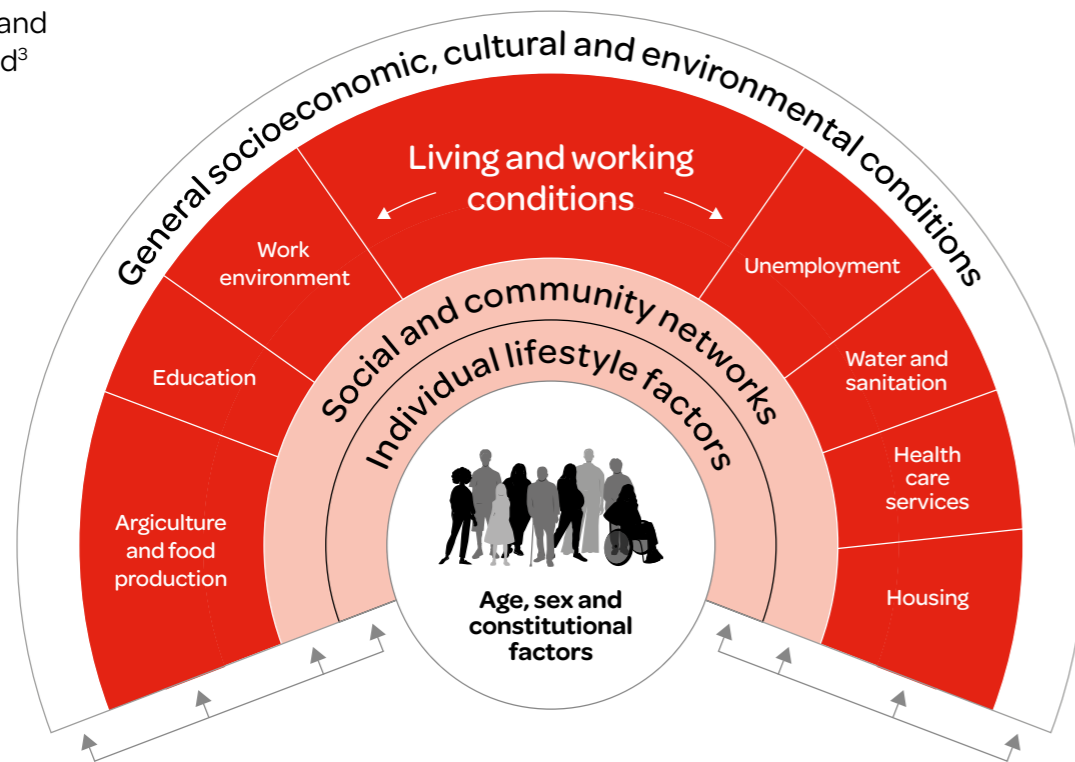 and
d³
General socioeconomic, cultural and environmental conditions
Living and working
conditions
Work
environment
Unemployment
Education
Water and
sanitation
Argiculture
and food
production
Health
care
services
Housing
Social and community networks
Individual lifestyle factors
Age, sex and
constitutional
factors